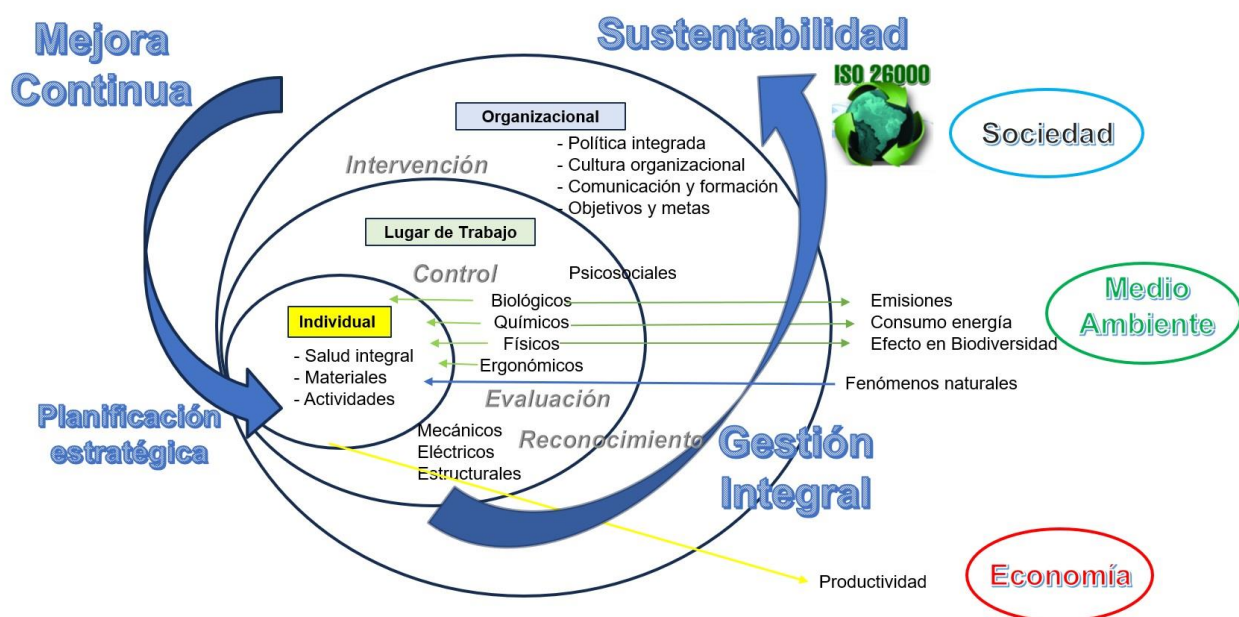 Mejora
Continua
Sustentabilidad
ISO 26000
Sociedad
Organizacional
- Política integrada
- Cultura organizacional
- Comunicación y formación
- Objetivos y metas
Intervención
Lugar de Trabajo
Control
Psicosociales
Biológicos
Químicos
Físicos
Ergonómicos
Individual
- Salud integral
- Materiales
- Actividades
Emisiones
Consumo energía
Efecto en Biodiversidad
Medio
Ambiente
Fenómenos naturales
Evaluación
Reconocimiento
Mecánicos
Eléctricos
Estructurales
Planificación
estratégica
Gestión
Integral
Productividad
Economía